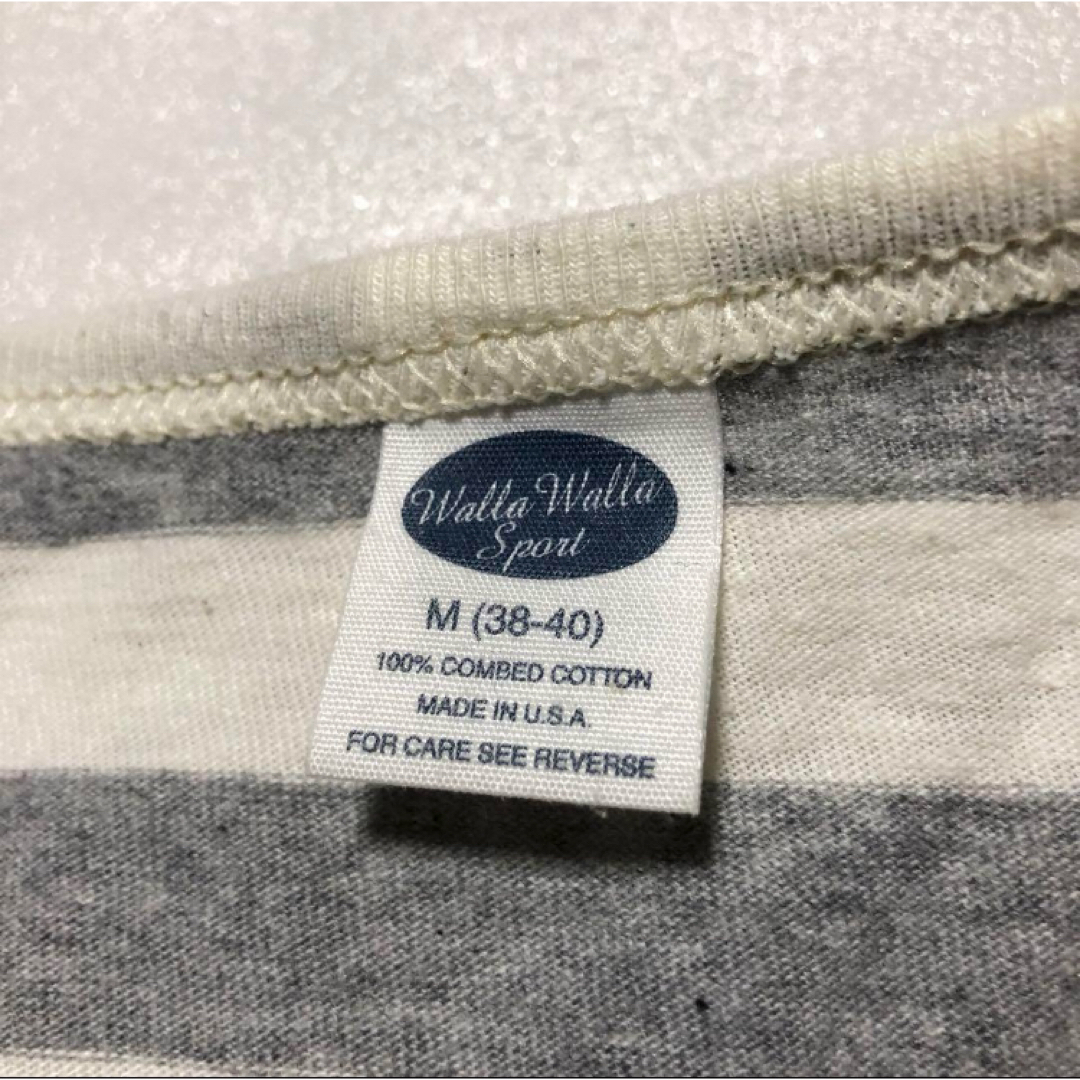 Walla Walla
Sport
M (38-40)
100% COMBED COTTON
MADE IN U.S.A.
FOR CARE SEE REVERSE